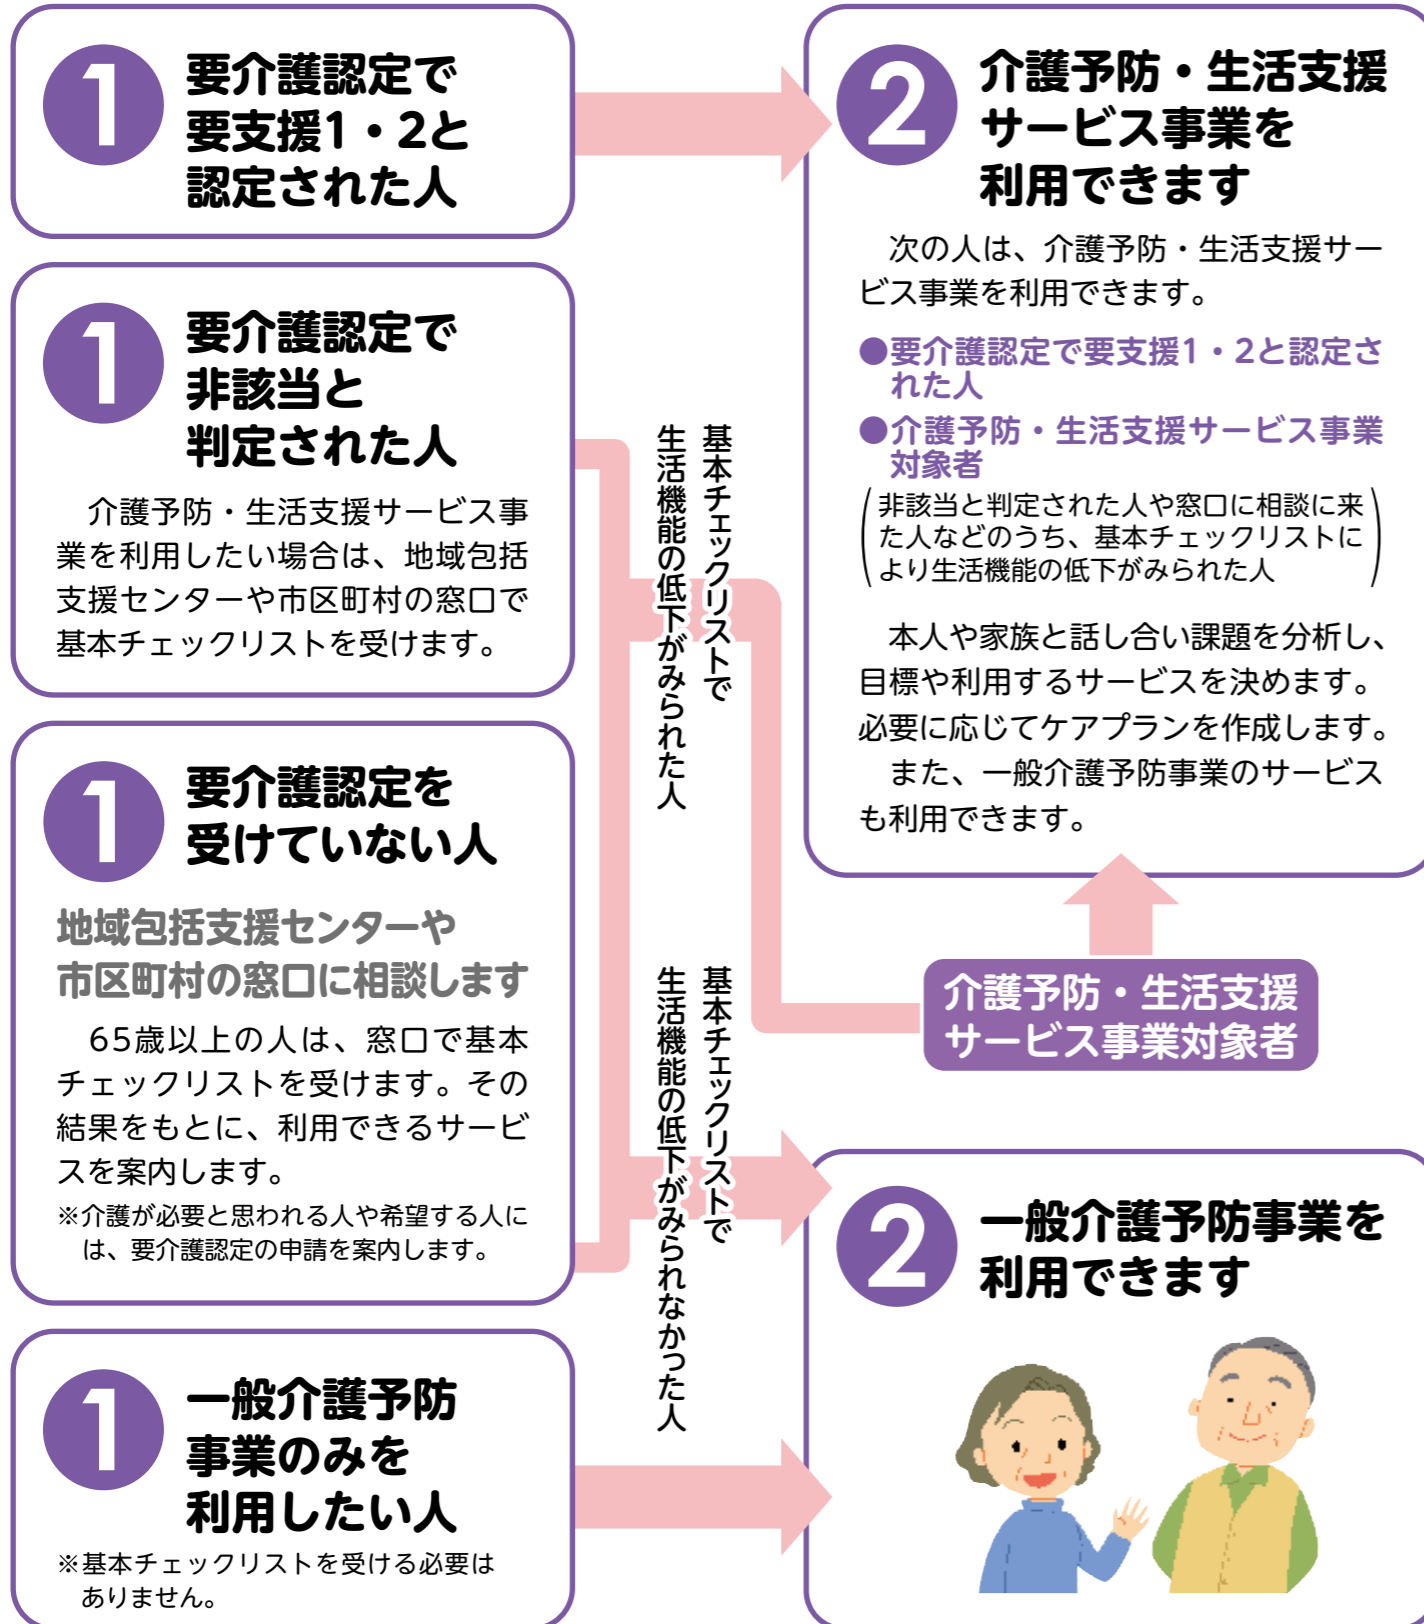 1
要介護認定で
要支援1・2と
認定された人
1
要介護認定で
非該当と
判定された人
介護予防・生活支援サービス事
業を利用したい場合は、地域包括
支援センターや市区町村の窓口で
基本チェックリストを受けます。
1
要介護認定を
受けていない人
地域包括支援センターや
市区町村の窓口に相談します
65歳以上の人は、窓口で基本
チェックリストを受けます。その
結果をもとに、利用できるサービ
スを案内します。
※介護が必要と思われる人や希望する人に
は、要介護認定の申請を案内します。
1
一般介護予防
事業のみを
利用したい人
※基本チェックリストを受ける必要は
ありません。
基本チェックリストで
生活機能の低下がみられた人
基本チェックリストで
生活機能の低下がみられなかった人
2
介護予防・生活支援
サービス事業を
利用できます
次の人は、介護予防・生活支援サー
ビス事業を利用できます。
●要介護認定で要支援1・2と認定さ
れた人
●介護予防・生活支援サービス事業
対象者
(非該当と判定された人や窓口に相談に来
た人などのうち、基本チェックリストに
より生活機能の低下がみられた人)
本人や家族と話し合い課題を分析し、
目標や利用するサービスを決めます。
必要に応じてケアプランを作成します。
また、一般介護予防事業のサービス
も利用できます。
介護予防・生活支援
サービス事業対象者
2
一般介護予防事業を
利用できます